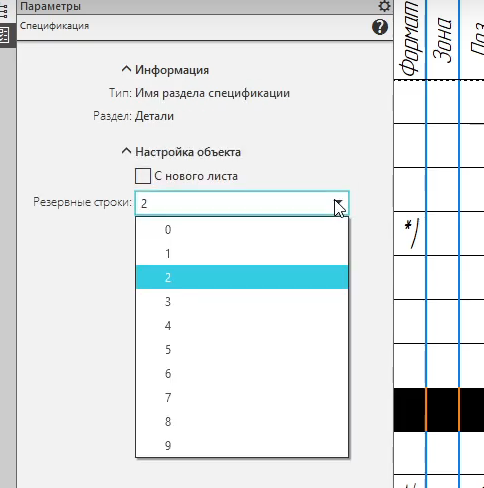 Параметры
Спецификация
Информация
Тип: Имя раздела спецификации
Раздел: Детали
Настройка объекта
С нового листа
Резервные строки: 2
0
1
2
3
4
5
6
7
8
9
Формат
Зона
Поз
*)